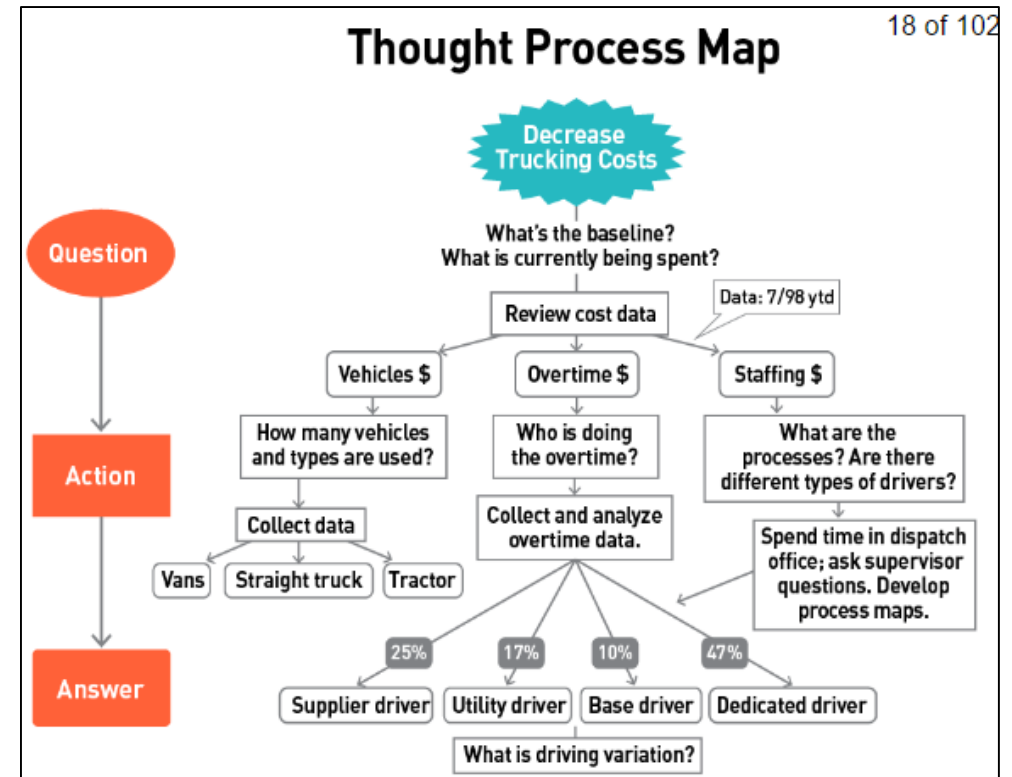 18 of 102
Thought Process Map
Decrease
Trucking Costs
What's the baseline?
What is currently being spent?
Question
Data: 7/98 ytd
Review cost data
Vehicles $
Overtime $
Staffing $
How many vehicles
and types are used?
Who is doing
the overtime?
What are the
processes? Are there
different types of drivers?
Action
Collect data
Collect and analyze
overtime data.
Spend time in dispatch
office; ask supervisor
questions. Develop
process maps.
Vans
Straight truck
Tractor
25%
17%
10%
47%
Answer
Supplier driver
Utility driver
Base driver
Dedicated driver
What is driving variation?